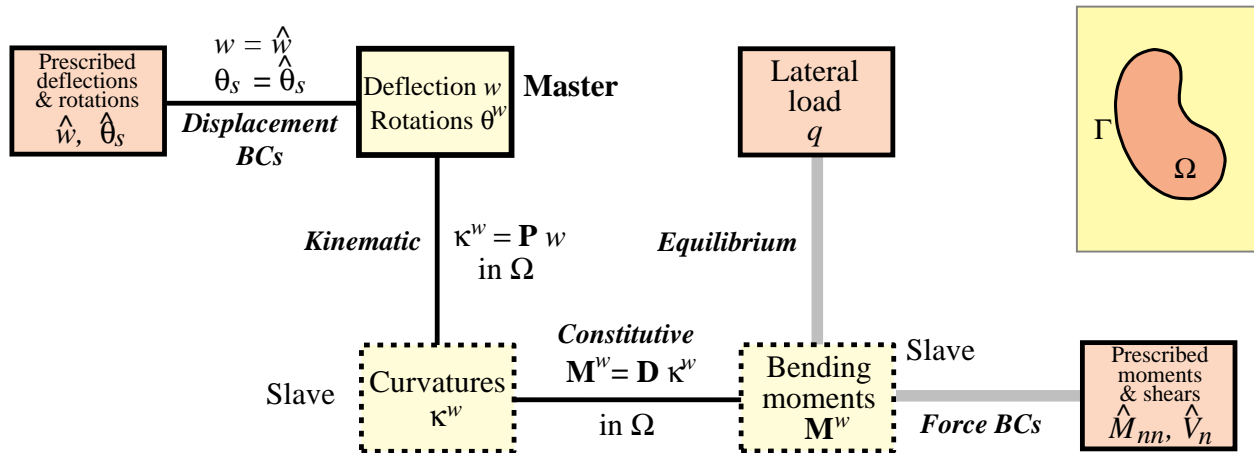 Prescribed
deflections
& rotations
ŵ, θ̂ₛ
w = ŵ
θₛ = θ̂ₛ
Displacement
BCs
Deflection w
Rotations θʷ
Master
Lateral
load
q
Γ
Ω
Kinematic
κʷ = P w
in Ω
Equilibrium
Slave
Curvatures
κʷ
Constitutive
Mʷ = D κʷ
in Ω
Bending
moments
Mʷ
Slave
Force BCs
Prescribed
moments
& shears
M̂ₙₙ, V̂ₙ